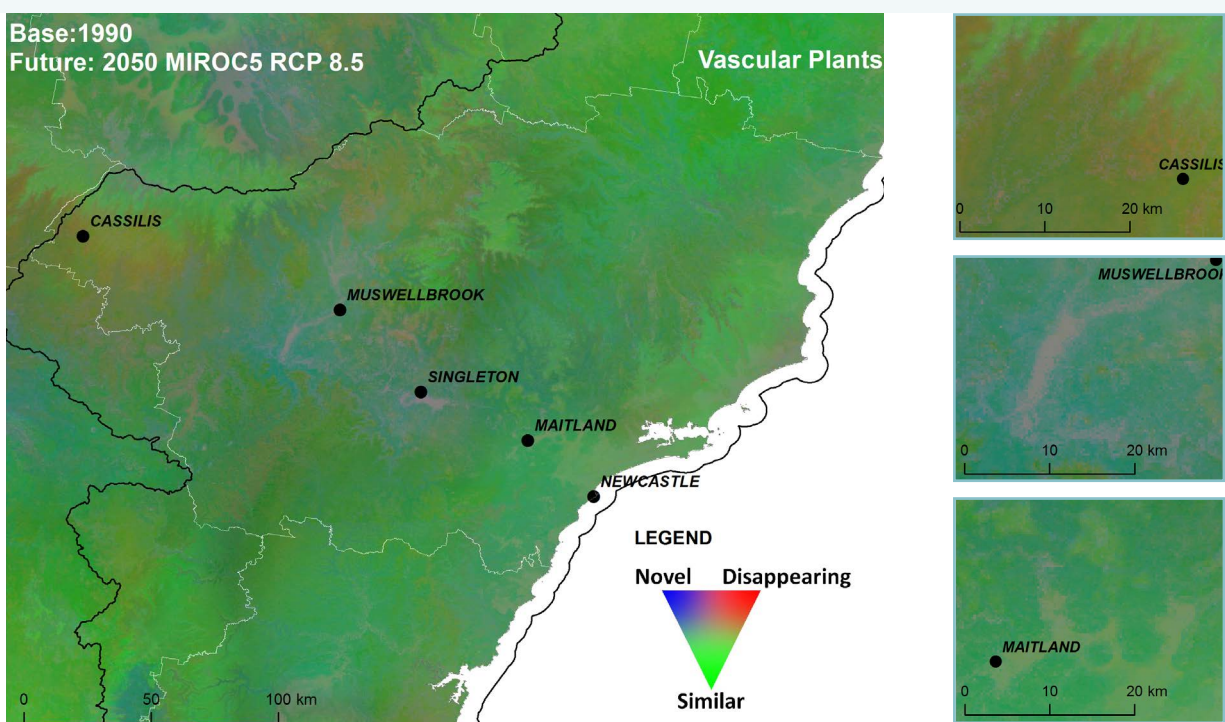 Base:1990
Future: 2050 MIROC5 RCP 8.5
Vascular Plants
CASSILIS
MUSWELLBROOK
SINGLETON
MAITLAND
NEWCASTLE
LEGEND
Novel Disappearing
Similar
0 50 100 km
CASSILIS
0 10 20 km
MUSWELLBROOK
0 10 20 km
MAITLAND
0 10 20 km